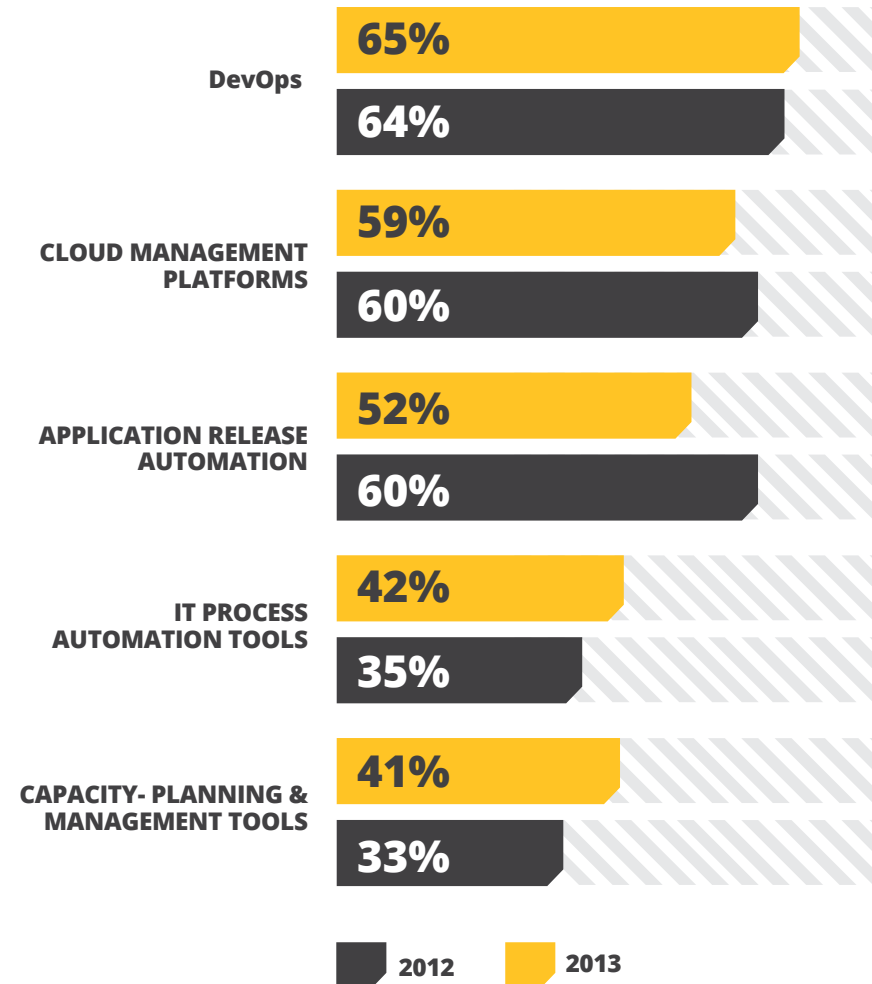 65%
DevOps
64%
59%
CLOUD MANAGEMENT
PLATFORMS
60%
52%
APPLICATION RELEASE
AUTOMATION
60%
42%
IT PROCESS
AUTOMATION TOOLS
35%
41%
CAPACITY- PLANNING &
MANAGEMENT TOOLS
33%
2012
2013